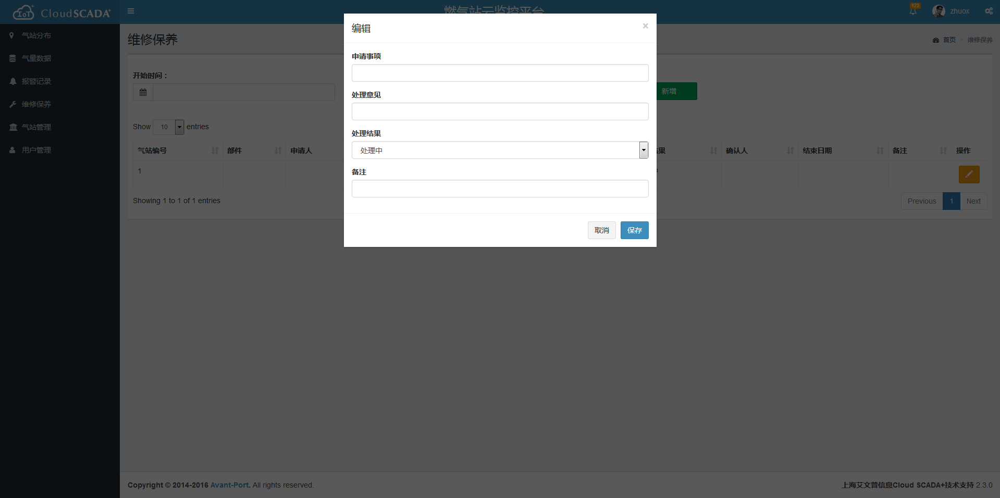 IoT CloudSCADA+
燃气站云监控平台
123
zhuox
气站分布
气量数据
报警记录
维修保养
气站管理
用户管理
维修保养
首页 > 维修保养
开始时间：
新增
Show 10 entries
气站编号 部件 申请人 果 确认人 结束日期 备注 操作
1
Showing 1 to 1 of 1 entries
Previous 1 Next
编辑
×
申请事项
处理意见
处理结果
处理中
备注
取消 保存
Copyright © 2014-2016 Avant-Port. All rights reserved.
上海艾文普信息Cloud SCADA+技术支持 2.3.0